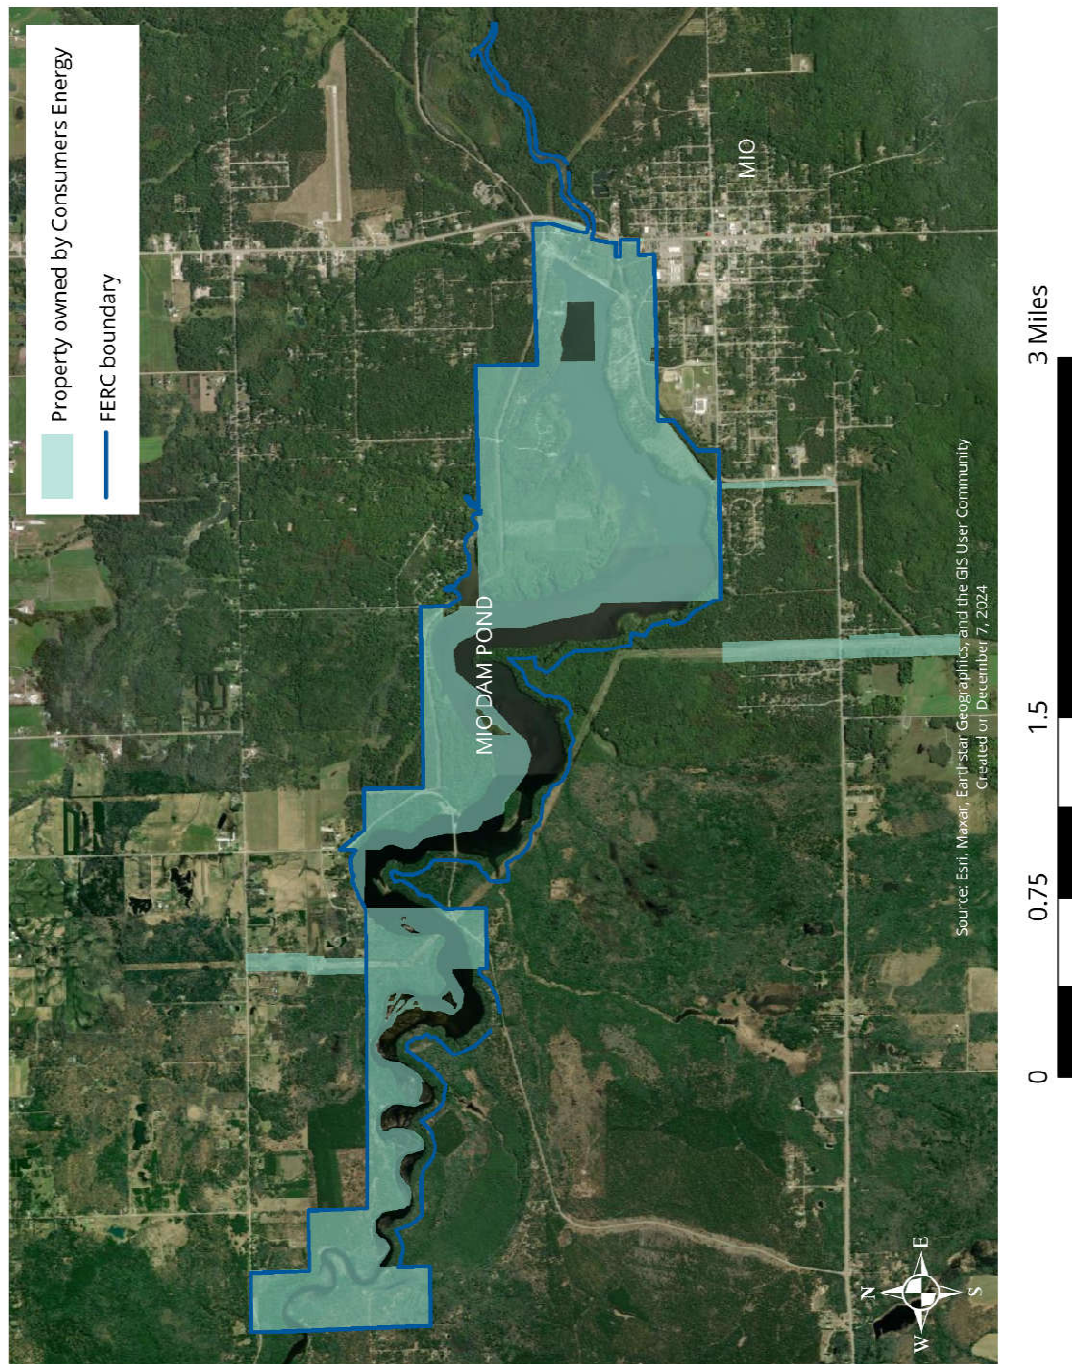 Property owned by Consumers Energy
FERC boundary
MIO
MIO DAM POND
Source: Esri, Maxar, Earthstar Geographics, and the GIS User Community
Created on December 7, 2024
N
W
E
S
0
0.75
1.5
3 Miles